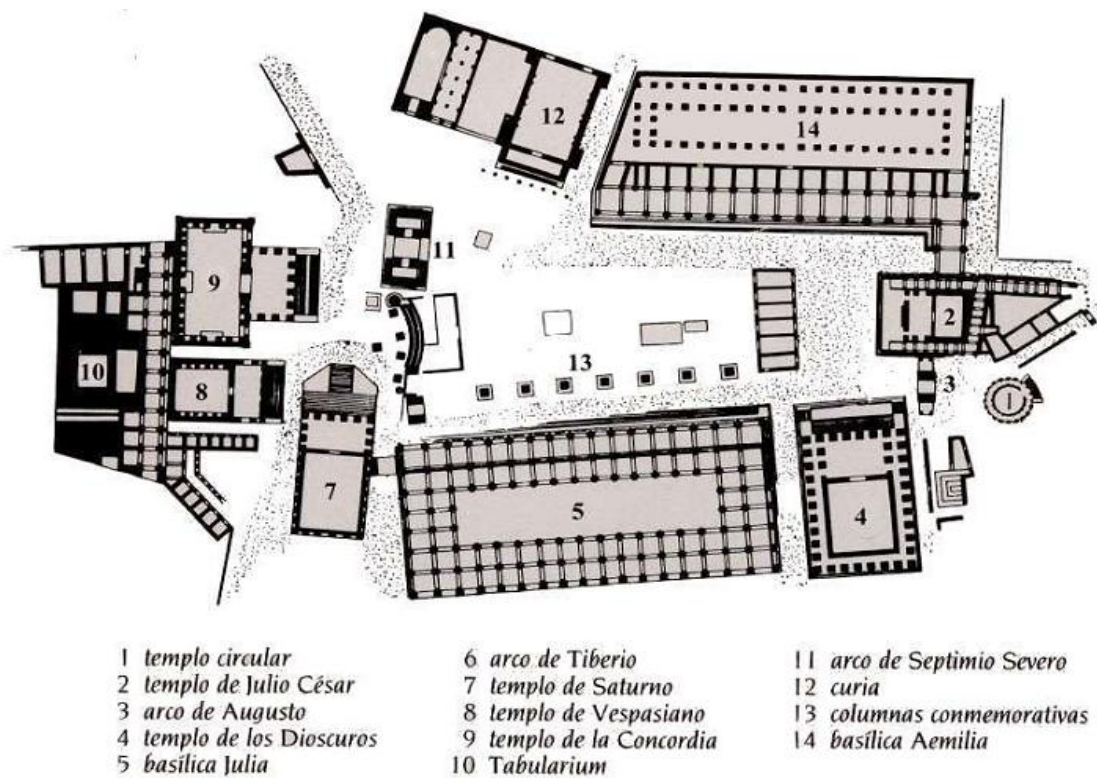 12
14
11
9
2
10
13
3
8
1
7
5
4
1 templo circular
2 templo de Julio César
3 arco de Augusto
4 templo de los Dioscuros
5 basílica Julia
6 arco de Tiberio
7 templo de Saturno
8 templo de Vespasiano
9 templo de la Concordia
10 Tabularium
11 arco de Septimio Severo
12 curia
13 columnas conmemorativas
14 basílica Aemilia